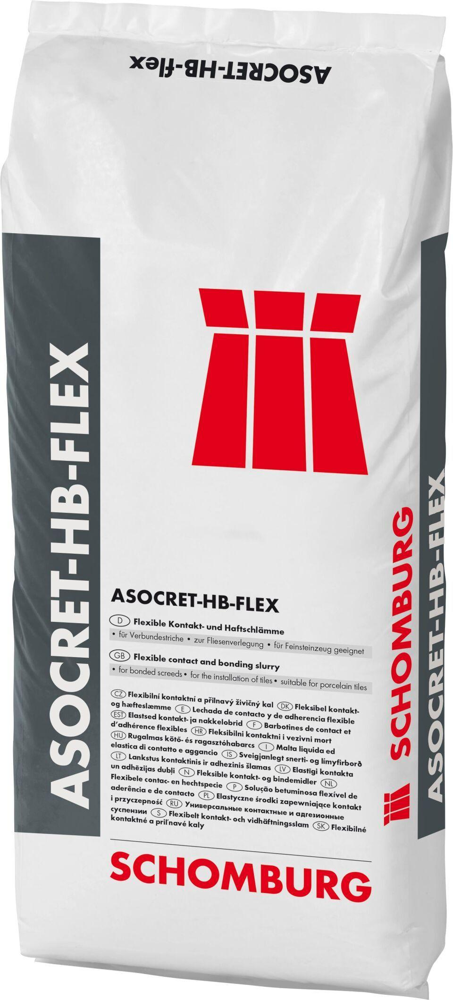 ASOCRET-HB-flex
ASOCRET-HB-FLEX
ASOCRET-HB-FLEX
D Flexible Kontakt- und Haftschlämme
• für Verbundestriche • zur Fliesenverlegung • für Feinsteinzeug geeignet
GB Flexible contact and bonding slurry
• for bonded screeds • for the installation of tiles • suitable for porcelain tiles
CZ Flexibilní kontaktní a přilnavý živičný kal DK Fleksibel kontakt-
og hæfteslæmme E Lechada de contacto y de adherencia flexible
EST Elastsed kontakt- ja nakkelobrid F Barbotines de contact et
d'adhérence flexibles HR Fleksibilni kontaktni i vezivni mort
HU Rugalmas kötő- és ragasztóhabarcs I Malta liquida ed
elastica di contatto e aggancio IS Sveigjanlegt snerti- og límyfirborð
LT Lankstus kontaktinis ir adhezinis šlamas LV Elastīgi kontakta
un adhēzijas dubļi N Fleksible kontakt- og bindemidler NL
Flexibele contac- en hechtspecie P Solução betuminosa flexível de
aderência e de contacto PL Elastyczne środki zapewniające kontakt
i przyczepność RU Универсальные контактные и адгезионные
суспензии S Flexibelt kontakt- och vidhäftningsslam SK Flexibilné
kontaktné a priľnavé kaly
SCHOMBURG
SCHOMBURG
ASOCRET-HB-FLEX